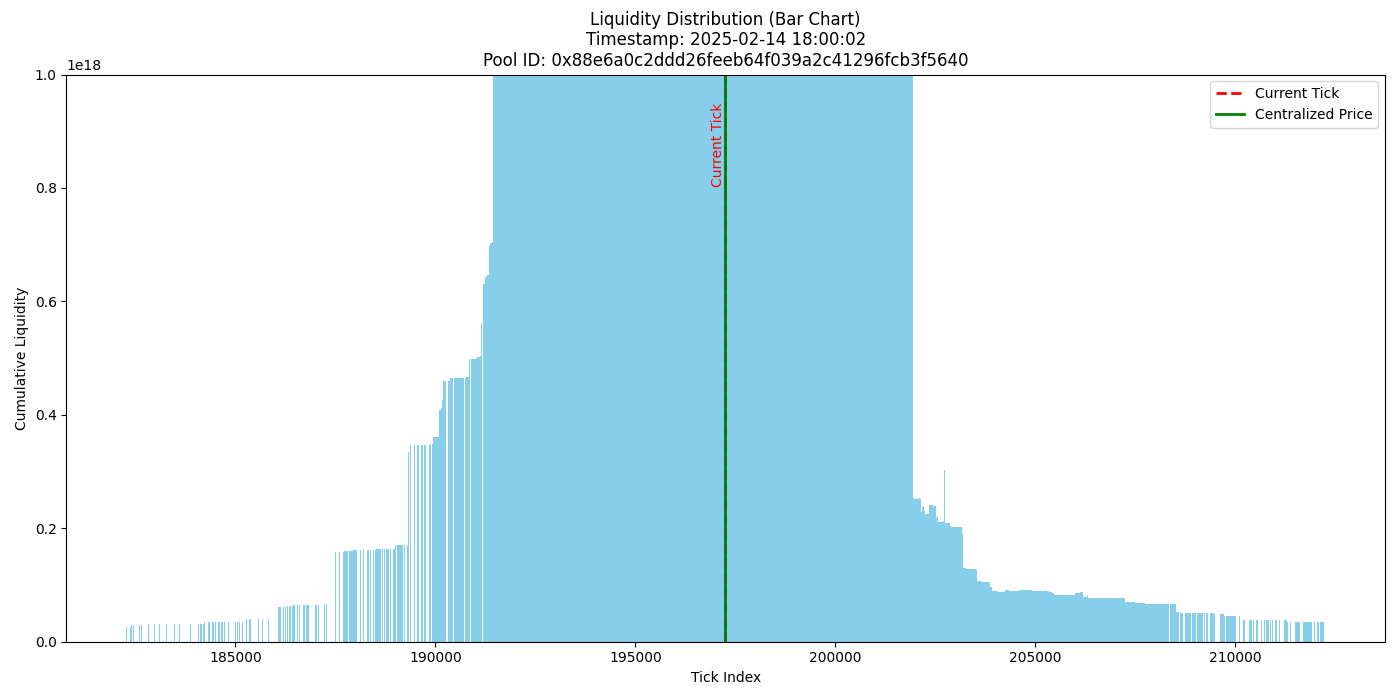 Liquidity Distribution (Bar Chart)
Timestamp: 2025-02-14 18:00:02
Pool ID: 0x88e6a0c2ddd26feeb64f039a2c41296fcb3f5640
1e18
1.0
0.8
0.6
0.4
0.2
0.0
Cumulative Liquidity
Current Tick
Current Tick
Centralized Price
185000
190000
195000
200000
205000
210000
Tick Index